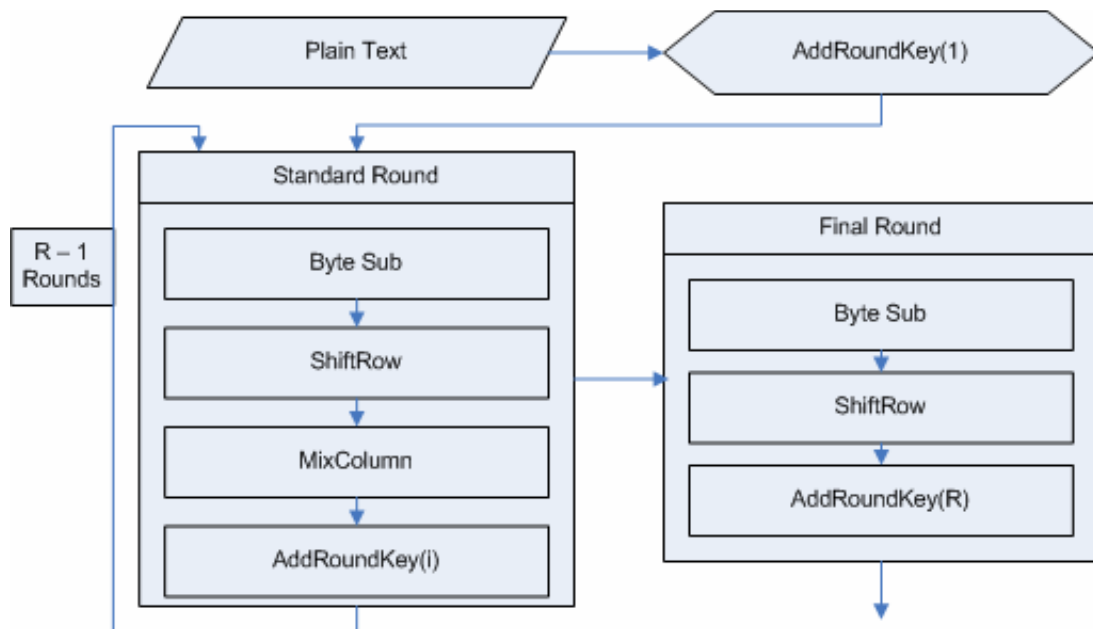 Plain Text
AddRoundKey(1)
Standard Round
R – 1
Rounds
Byte Sub
ShiftRow
MixColumn
AddRoundKey(i)
Final Round
Byte Sub
ShiftRow
AddRoundKey(R)